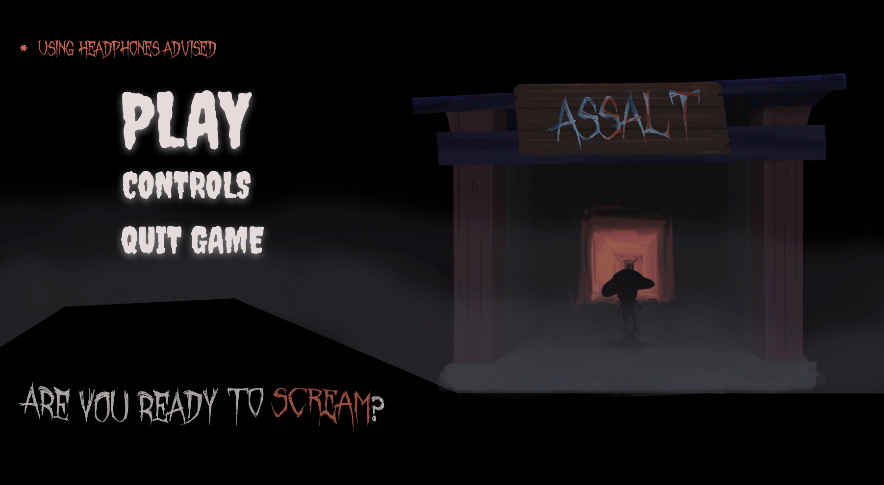 * USING HEADPHONES ADVISED
PLAY
CONTROLS
QUIT GAME
ASSALT
ARE YOU READY TO SCREAM?